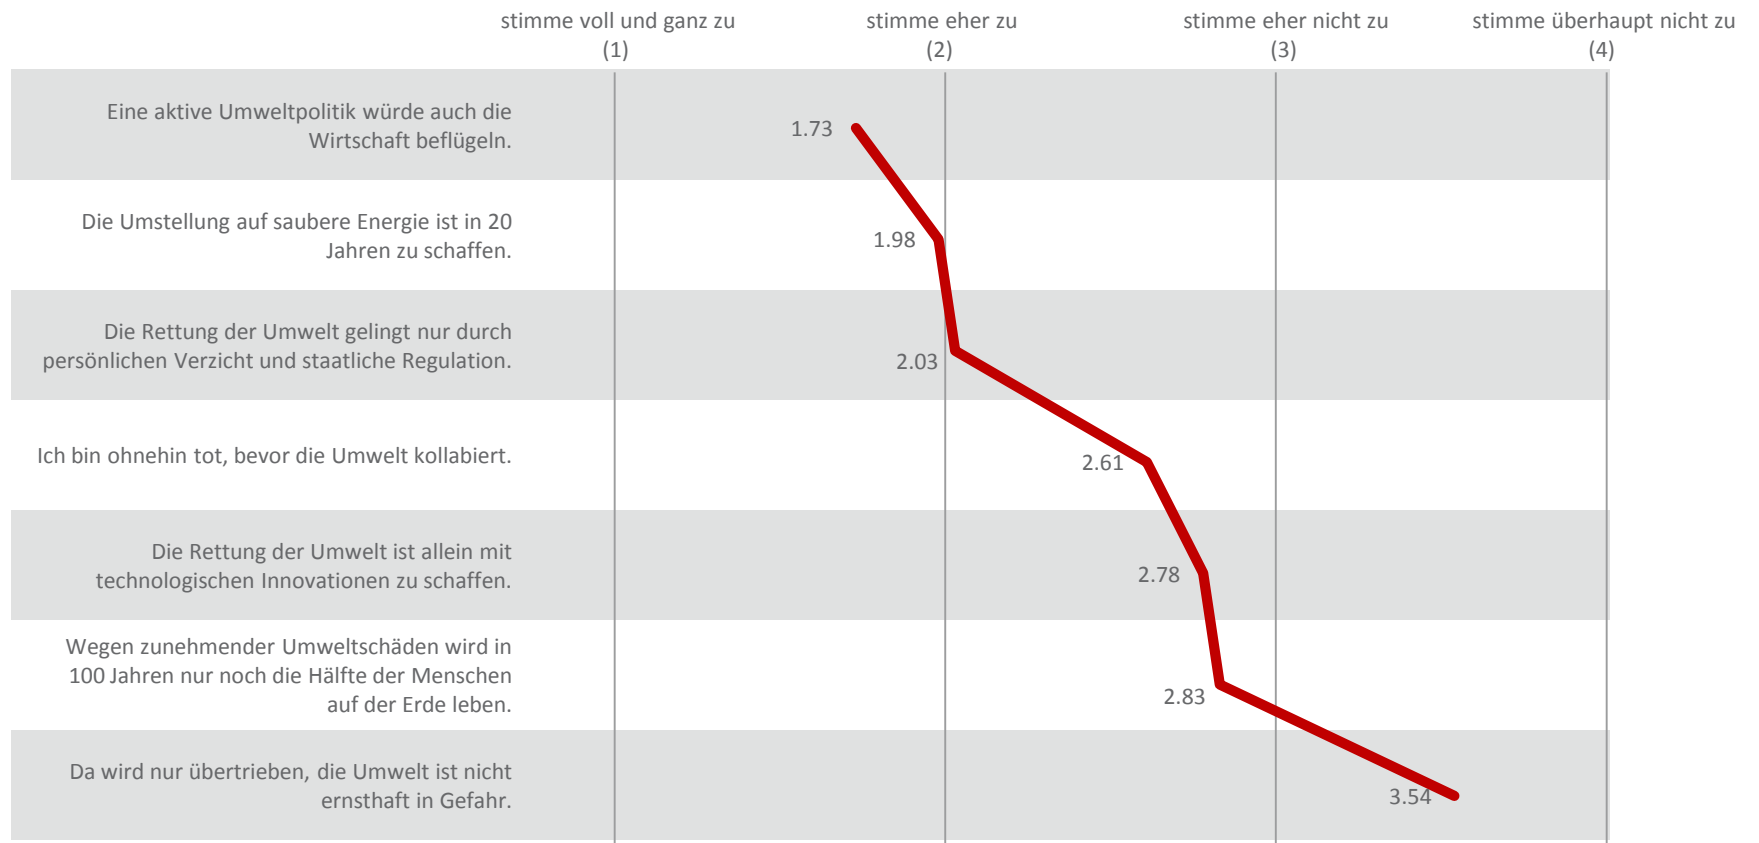 stimme voll und ganz zu
(1)
stimme eher zu
(2)
stimme eher nicht zu
(3)
stimme überhaupt nicht zu
(4)
Eine aktive Umweltpolitik würde auch die
Wirtschaft beflügeln.
1.73
Die Umstellung auf saubere Energie ist in 20
Jahren zu schaffen.
1.98
Die Rettung der Umwelt gelingt nur durch
persönlichen Verzicht und staatliche Regulation.
2.03
Ich bin ohnehin tot, bevor die Umwelt kollabiert.
2.61
Die Rettung der Umwelt ist allein mit
technologischen Innovationen zu schaffen.
2.78
Wegen zunehmender Umweltschäden wird in
100 Jahren nur noch die Hälfte der Menschen
auf der Erde leben.
2.83
Da wird nur übertrieben, die Umwelt ist nicht
ernsthaft in Gefahr.
3.54